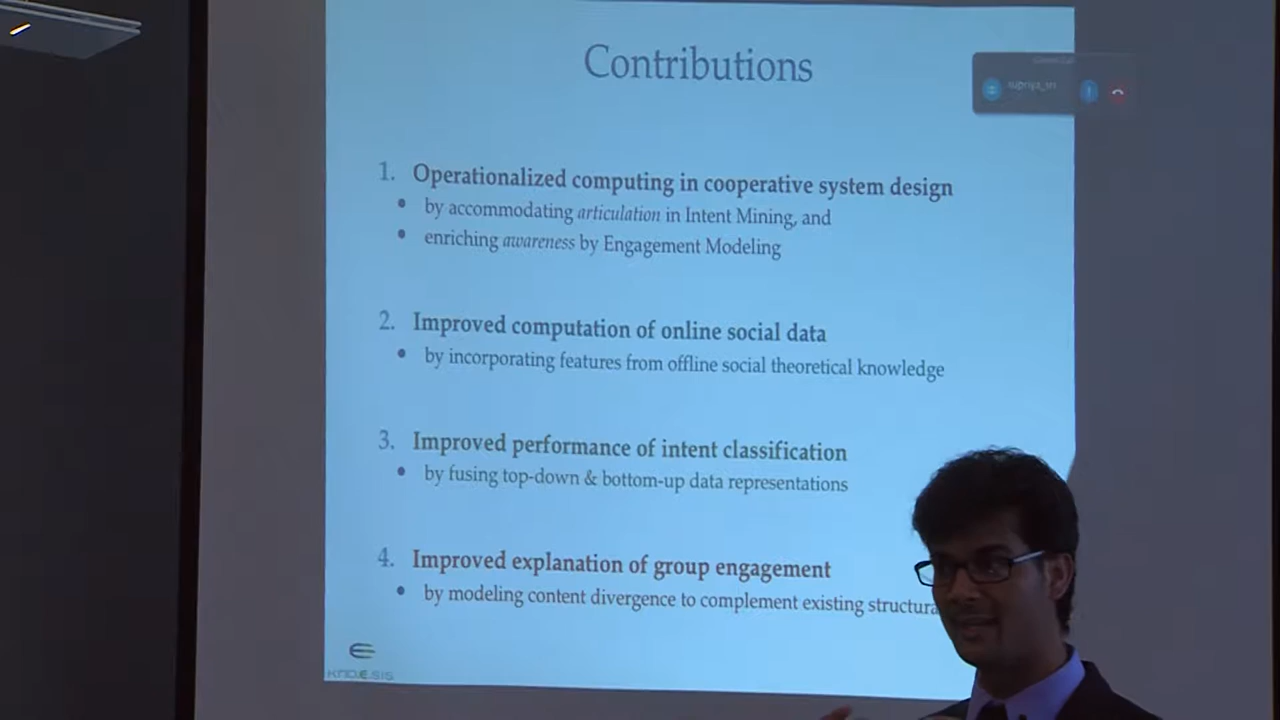 Contributions
1. Operationalized computing in cooperative system design
• by accommodating articulation in Intent Mining, and
• enriching awareness by Engagement Modeling
2. Improved computation of online social data
• by incorporating features from offline social theoretical knowledge
3. Improved performance of intent classification
• by fusing top-down & bottom-up data representations
4. Improved explanation of group engagement
• by modeling content divergence to complement existing structura
KNO.E.SIS